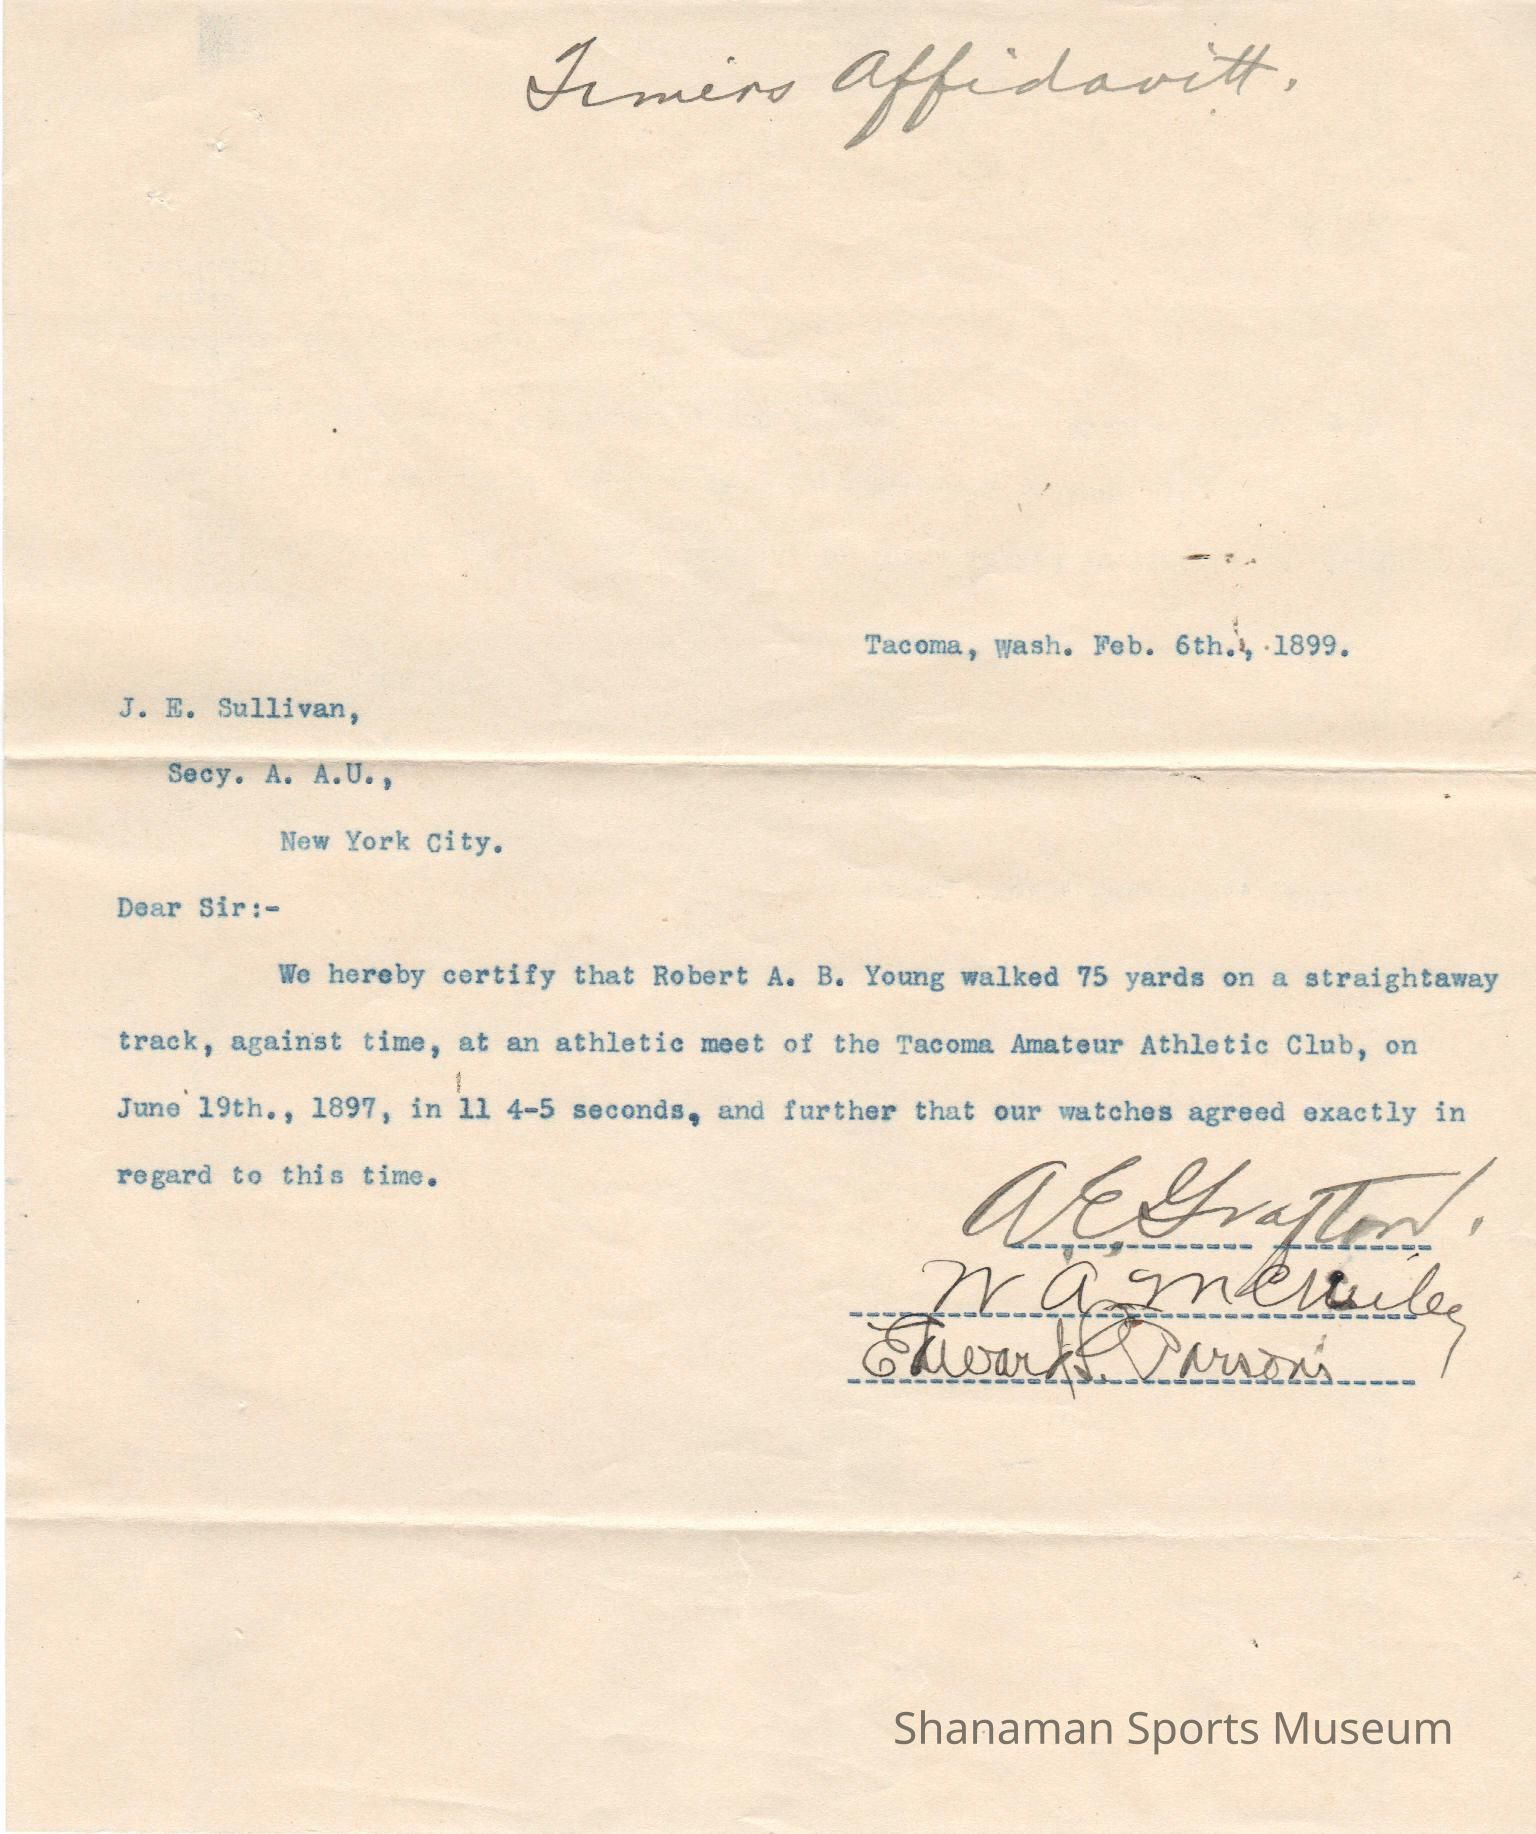 Timers Affidavitt.
Tacoma, Wash. Feb. 6th., 1899.
J. E. Sullivan,
Secy. A. A.U.,
New York City.
Dear Sir:-
We hereby certify that Robert A. B. Young walked 75 yards on a straightaway
track, against time, at an athletic meet of the Tacoma Amateur Athletic Club, on
June 19th., 1897, in 11 4-5 seconds, and further that our watches agreed exactly in
regard to this time.
A. E. Grafton.
W A
Edward S. Parsons
Shanaman Sports Museum